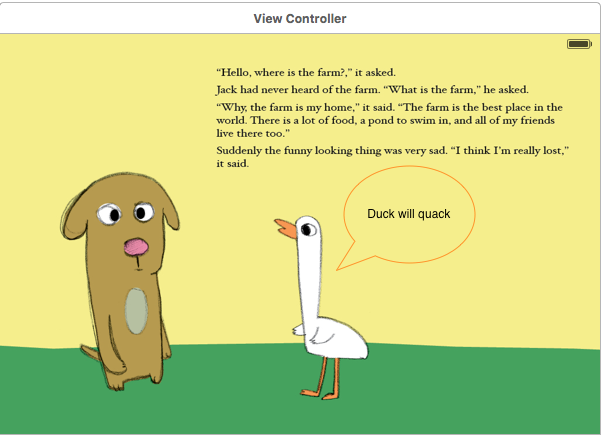 View Controller
“Hello, where is the farm?,” it asked.
Jack had never heard of the farm. “What is the farm,” he asked.
“Why, the farm is my home,” it said. “The farm is the best place in the
world. There is a lot of food, a pond to swim in, and all of my friends
live there too.”
Suddenly the funny looking thing was very sad. “I think I’m really lost,”
it said.
Duck will quack